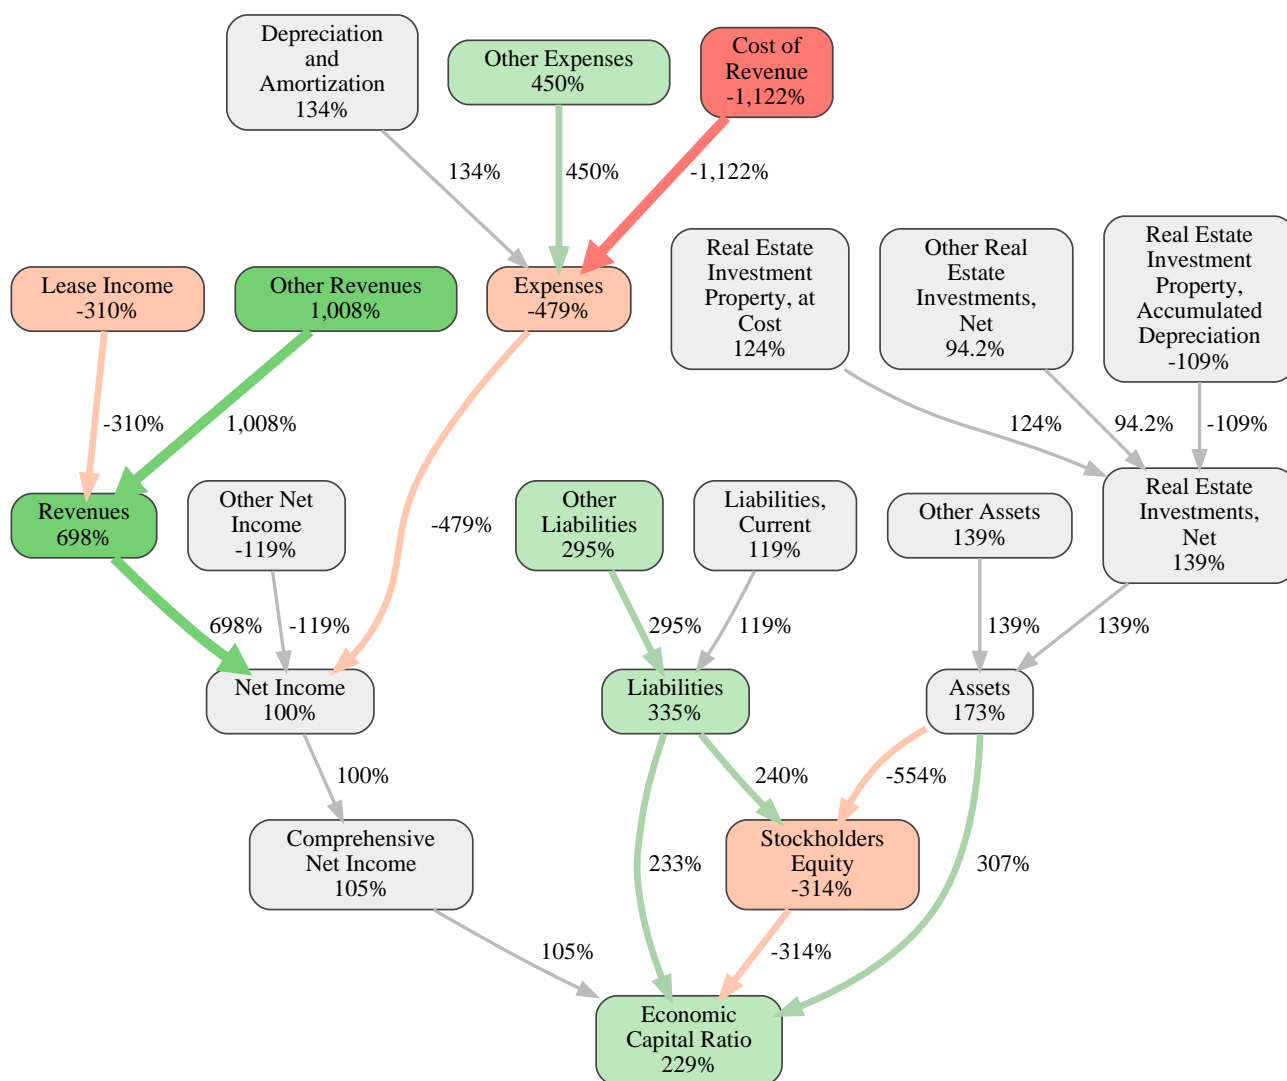 Depreciation
and
Amortization
134%
Other Expenses
450%
Cost of
Revenue
-1,122%
134%
450%
-1,122%
Lease Income
-310%
Other Revenues
1,008%
Expenses
-479%
Real Estate
Investment
Property, at
Cost
124%
Other Real
Estate
Investments,
Net
94.2%
Real Estate
Investment
Property,
Accumulated
Depreciation
-109%
-310%
1,008%
-479%
124%
94.2%
-109%
Revenues
698%
Other Net
Income
-119%
Other
Liabilities
295%
Liabilities,
Current
119%
Other Assets
139%
Real Estate
Investments,
Net
139%
698%
-119%
295%
119%
139%
139%
Net Income
100%
Liabilities
335%
Assets
173%
100%
240%
-554%
Comprehensive
Net Income
105%
233%
Stockholders
Equity
-314%
307%
105%
-314%
Economic
Capital Ratio
229%